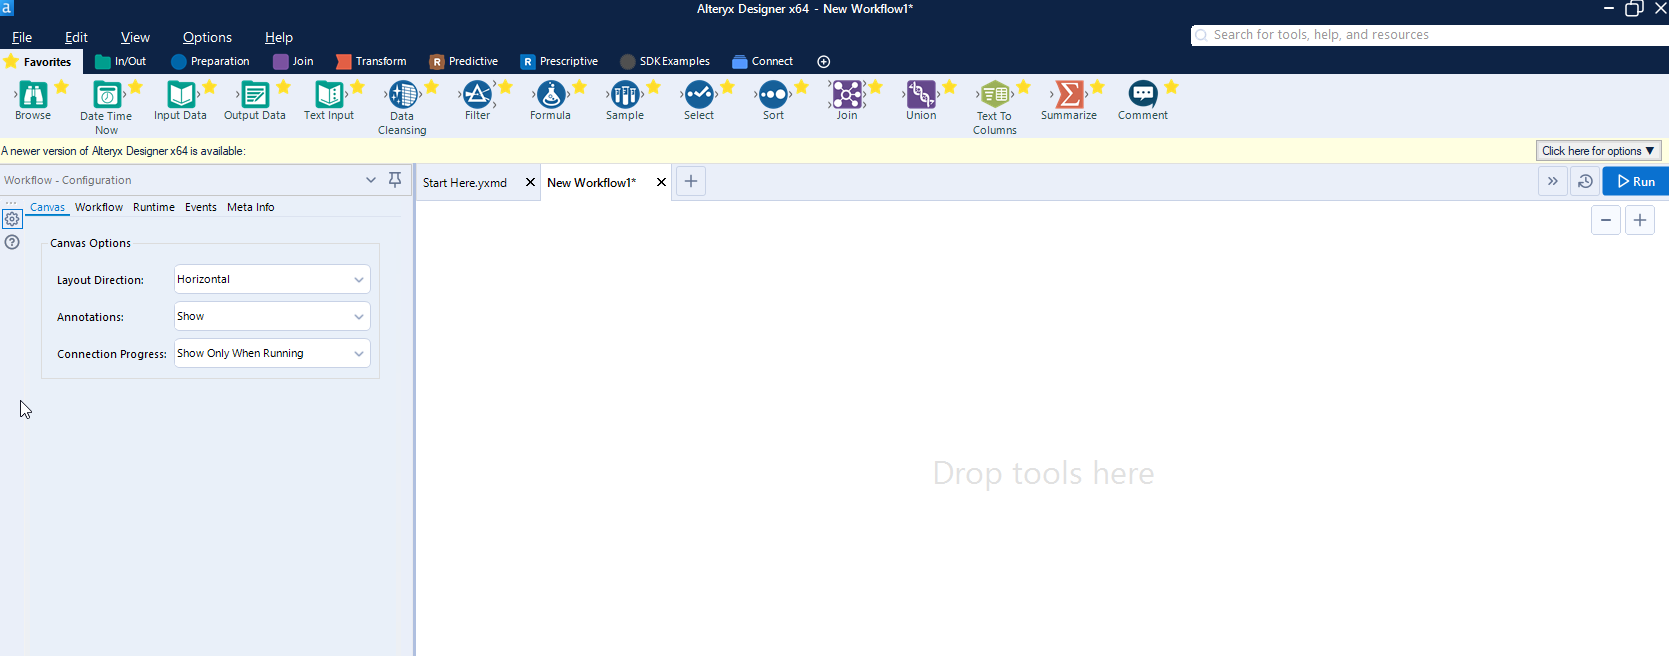 a
Alteryx Designer x64 - New Workflow1*
File Edit View Options Help
Search for tools, help, and resources
Favorites In/Out Preparation Join Transform R Predictive R Prescriptive SDKExamples Connect
Browse Date Time Now Input Data Output Data Text Input Data Cleansing Filter Formula Sample Select Sort Join Union Text To Columns Summarize Comment
A newer version of Alteryx Designer x64 is available:
Click here for options ▼
Workflow - Configuration
Start Here.yxmd
New Workflow1*
Run
Canvas Workflow Runtime Events Meta Info
Canvas Options
Layout Direction: Horizontal
Annotations: Show
Connection Progress: Show Only When Running
Drop tools here